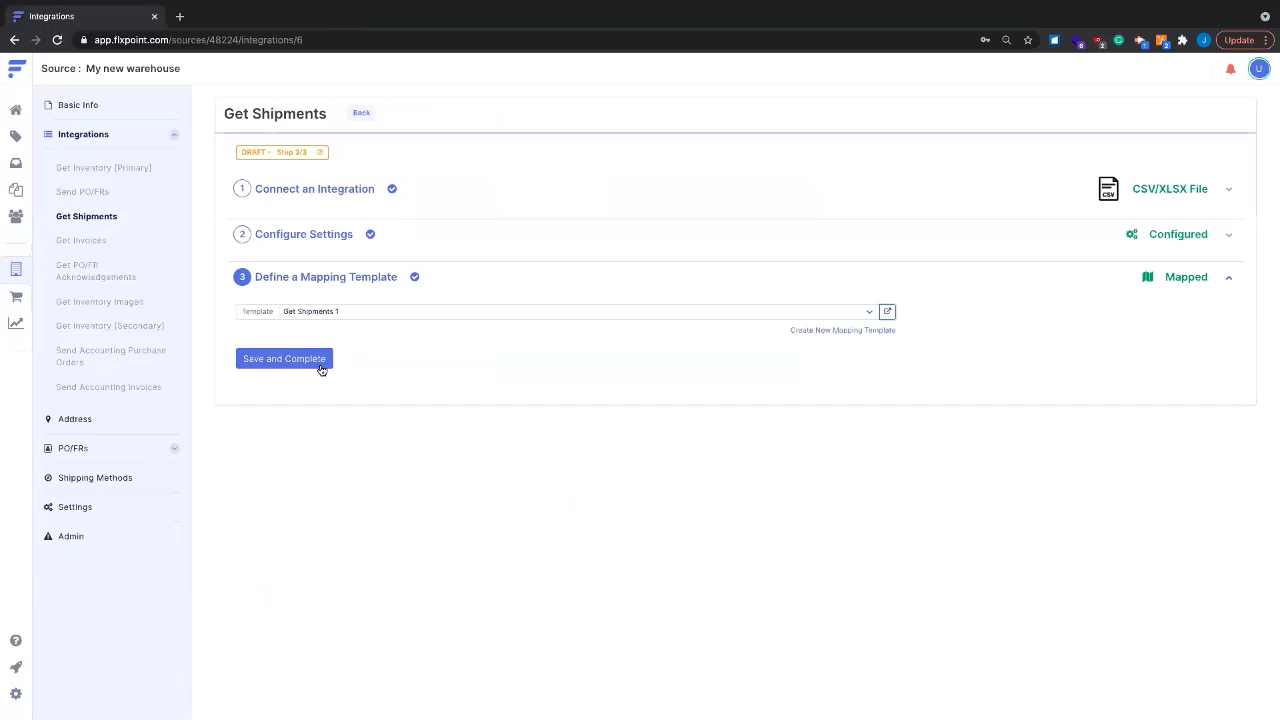 Integrations
app.flxpoint.com/sources/48224/integrations/6
Update
Source : My new warehouse
U
Basic Info
Integrations
Get Inventory [Primary]
Send PO/FRs
Get Shipments
Get Invoices
Get PO/FR
Acknowledgements
Get Inventory Images
Get Inventory [Secondary]
Send Accounting Purchase
Orders
Send Accounting Invoices
Address
PO/FRs
Shipping Methods
Settings
Admin
Get Shipments Back
DRAFT - Step 3/3
1 Connect an Integration CSV CSV/XLSX File
2 Configure Settings Configured
3 Define a Mapping Template Mapped
Template Get Shipments 1
Create New Mapping Template
Save and Complete